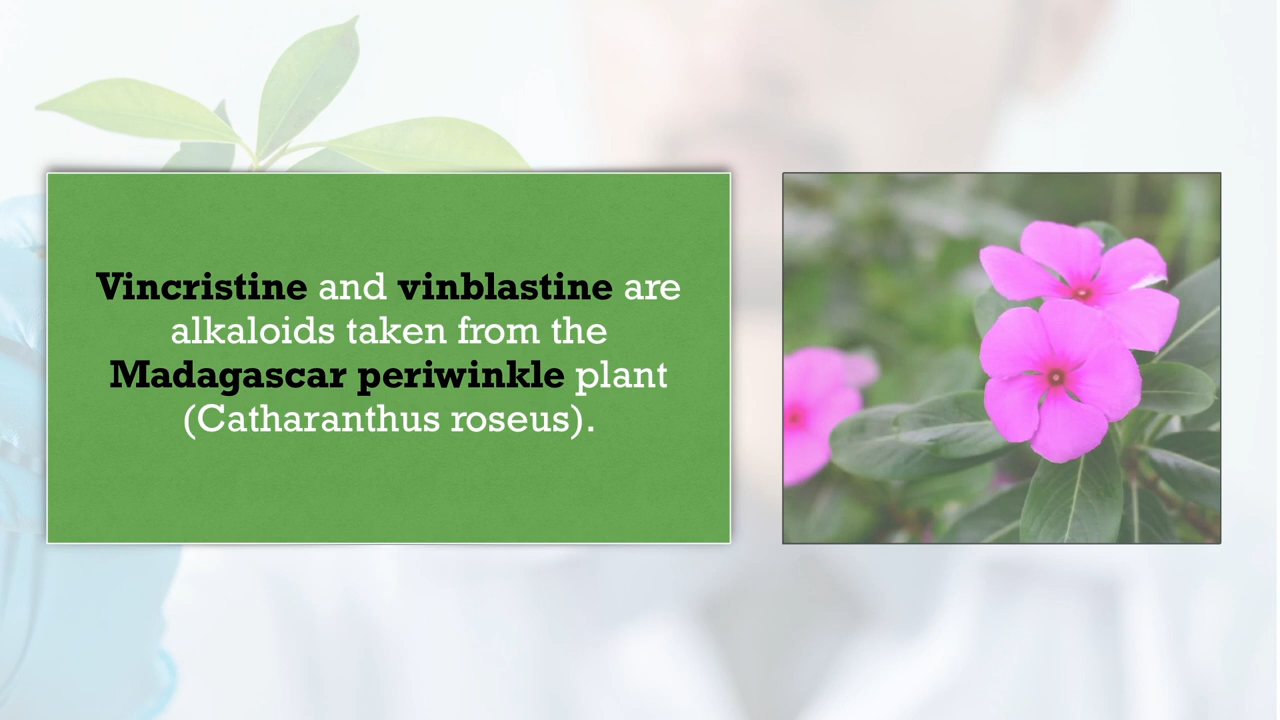 Vincristine and vinblastine are
alkaloids taken from the
Madagascar periwinkle plant
(Catharanthus roseus).